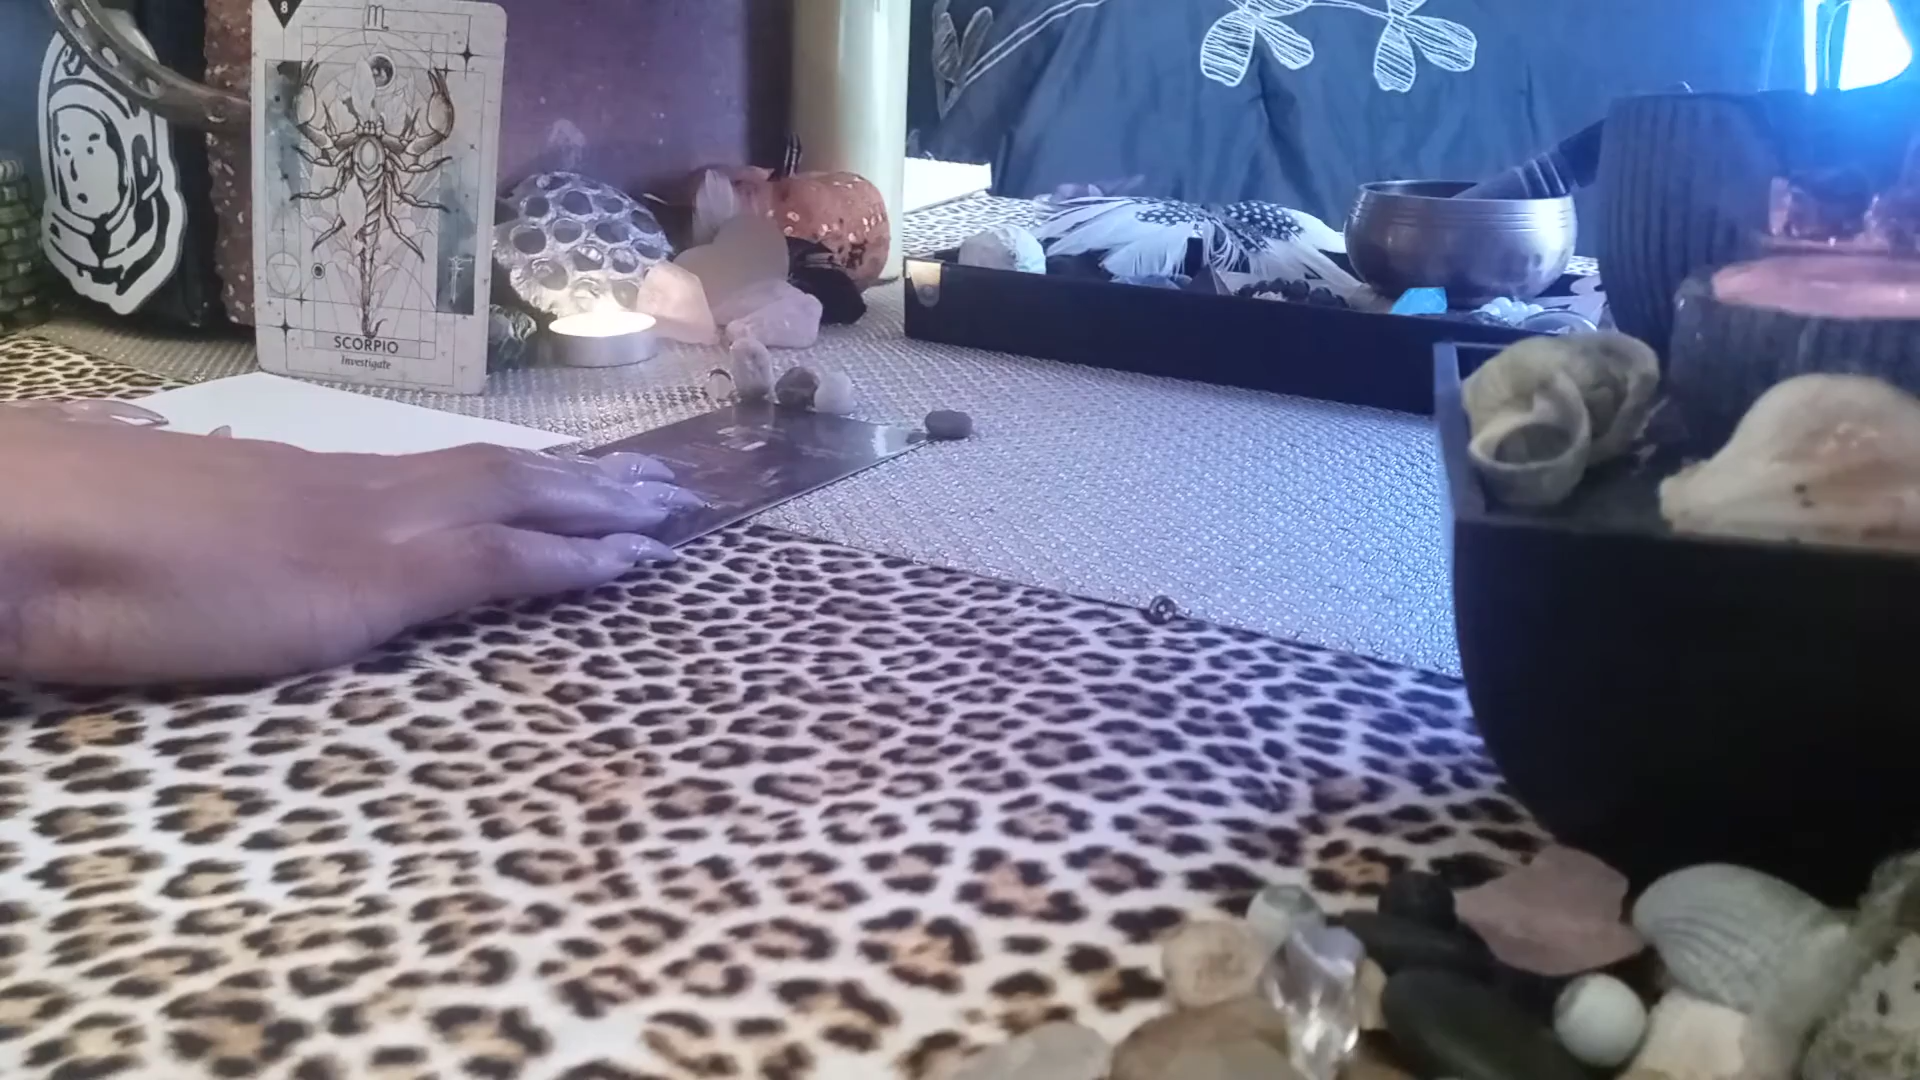 8
♏
SCORPIO
Investigate